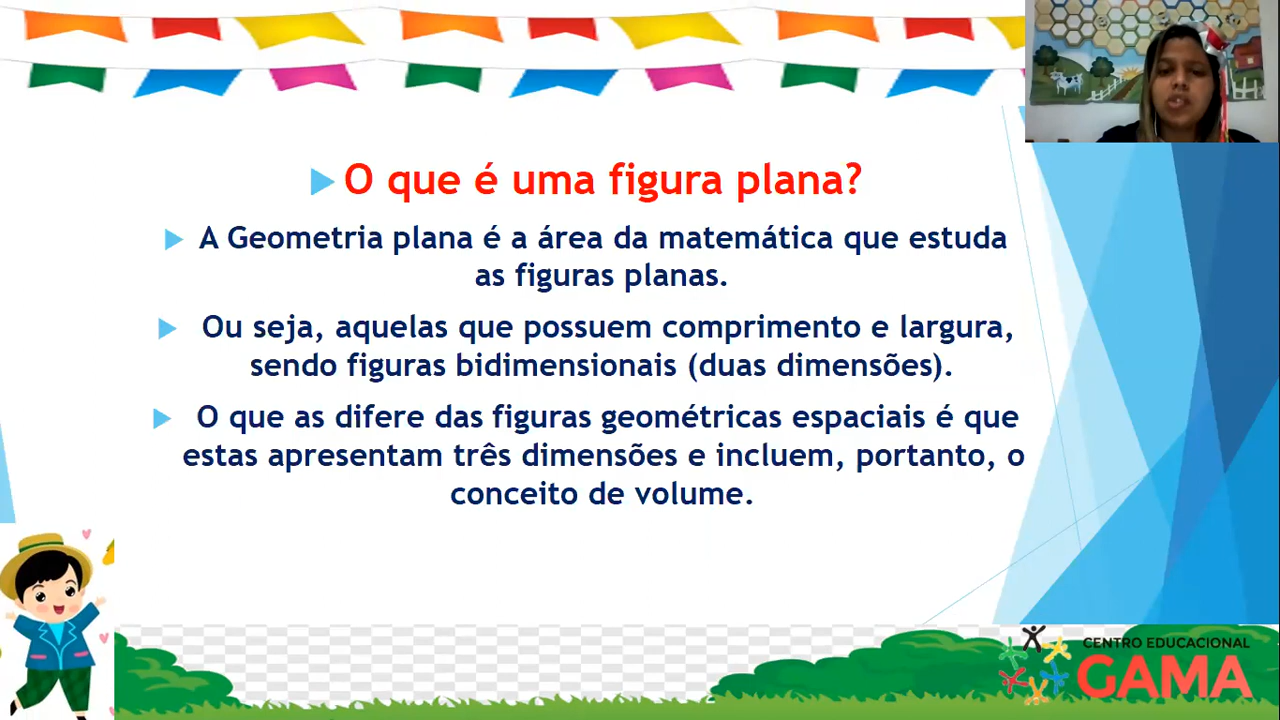 O que é uma figura plana?
A Geometria plana é a área da matemática que estuda
as figuras planas.
Ou seja, aquelas que possuem comprimento e largura,
sendo figuras bidimensionais (duas dimensões).
O que as difere das figuras geométricas espaciais é que
estas apresentam três dimensões e incluem, portanto, o
conceito de volume.
CENTRO EDUCACIONAL
GAMA